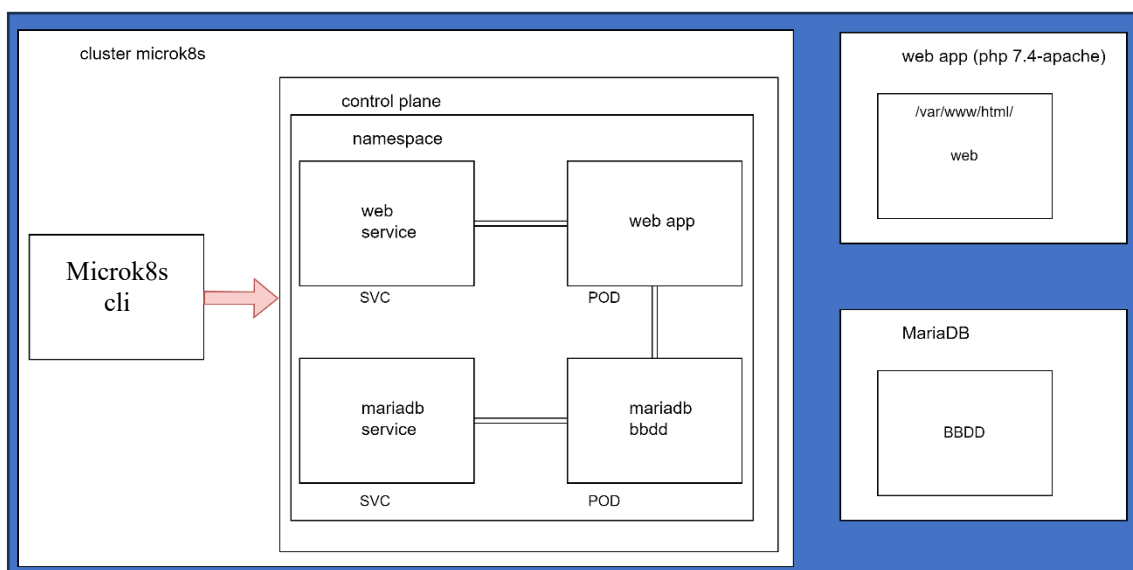 cluster microk8s
control plane
namespace
web
service
SVC
web app
POD
Microk8s
cli
mariadb
service
SVC
mariadb
bbdd
POD
web app (php 7.4-apache)
/var/www/html/
web
MariaDB
BBDD